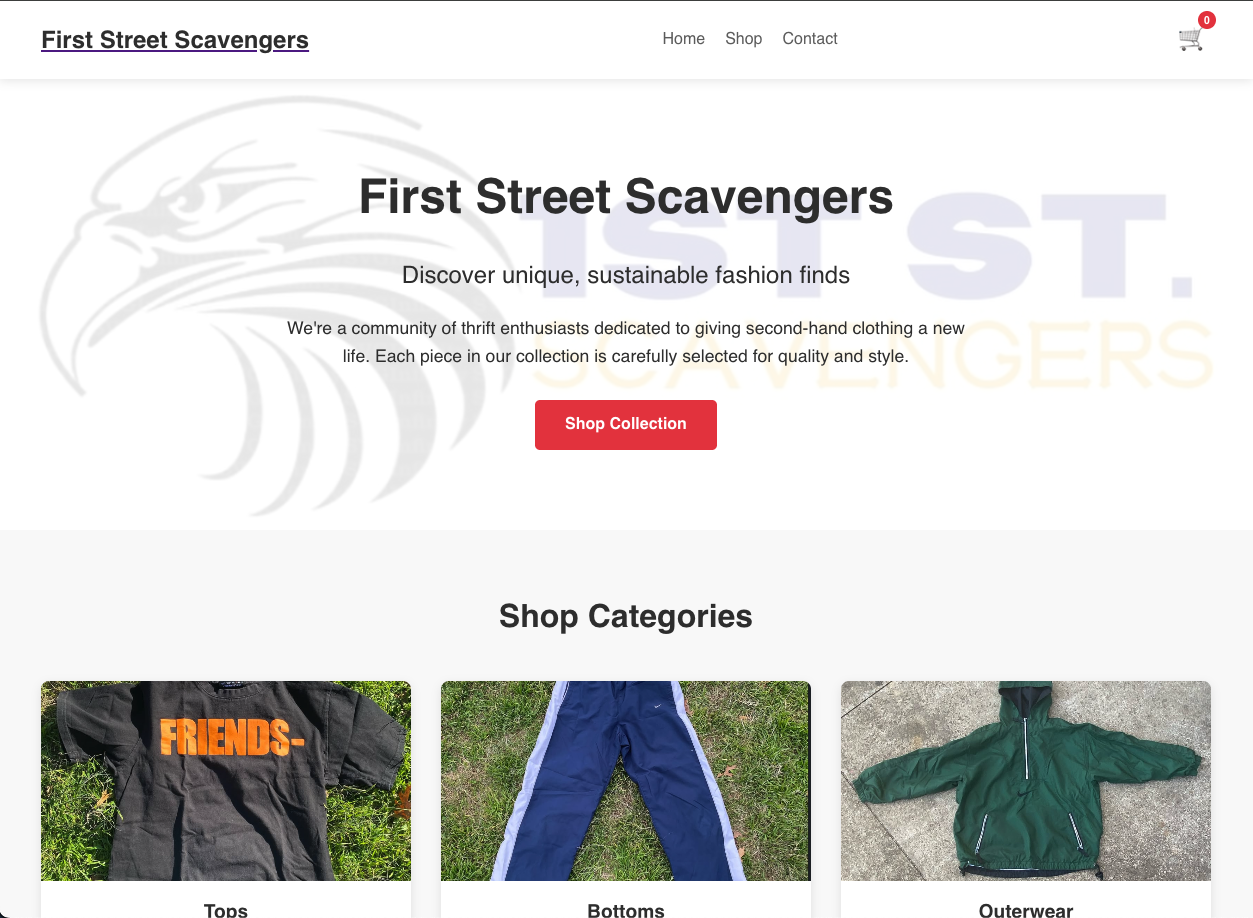 First Street Scavengers
Home
Shop
Contact
0
First Street Scavengers
1ST ST.
SCAVENGERS
Discover unique, sustainable fashion finds
We're a community of thrift enthusiasts dedicated to giving second-hand clothing a new
life. Each piece in our collection is carefully selected for quality and style.
Shop Collection
Shop Categories
FRIENDS-
Tops
Bottoms
Outerwear